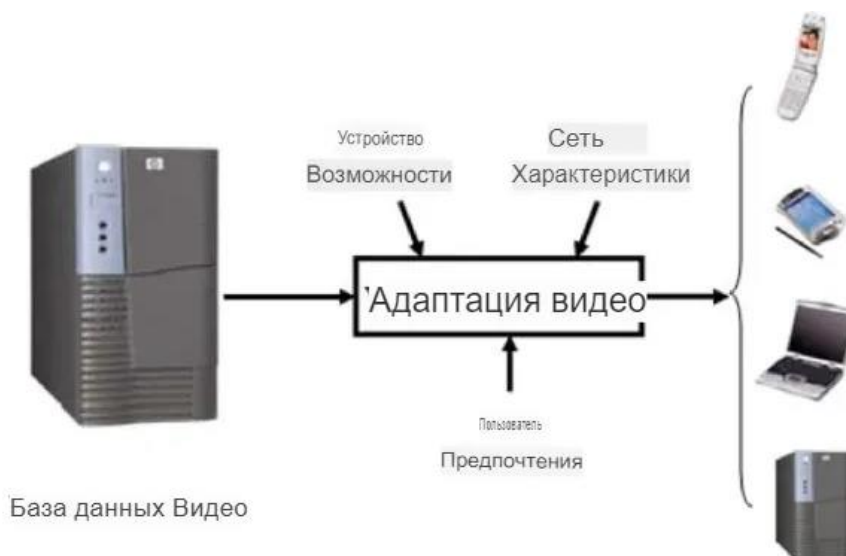 Устройство
Возможности
Сеть
Характеристики
Адаптация видео
Пользователь
Предпочтения
База данных Видео